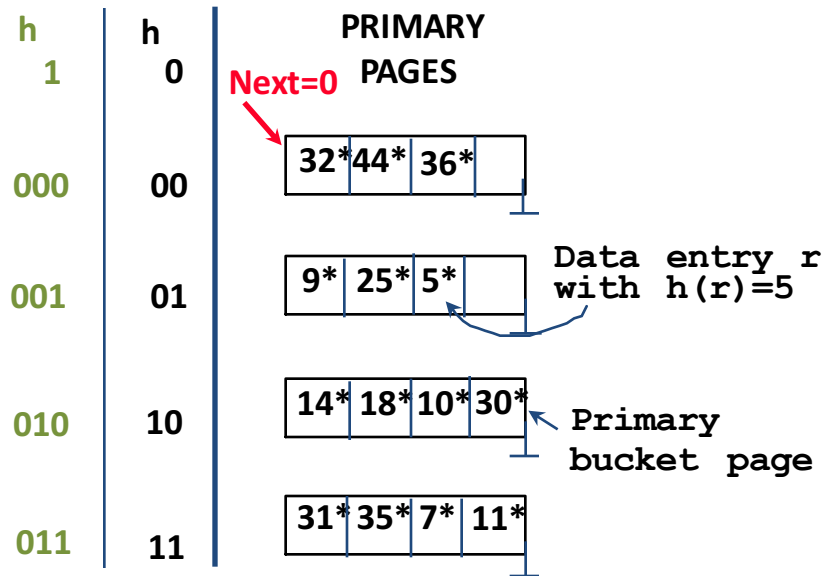 h h PRIMARY
1 0 PAGES
Next=0
000 00 32* 44* 36*
001 01 9* 25* 5* Data entry r
with h(r)=5
010 10 14* 18* 10* 30* Primary
bucket page
011 11 31* 35* 7* 11*